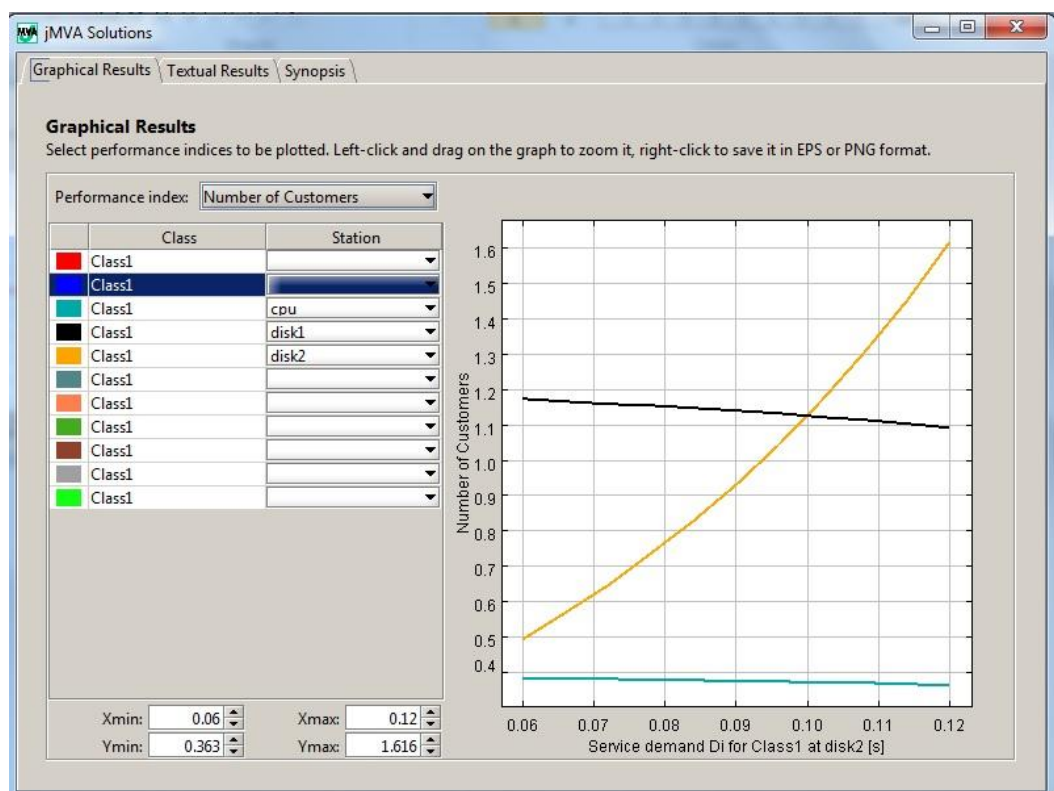 jMVA Solutions
Graphical Results Textual Results Synopsis
Graphical Results
Select performance indices to be plotted. Left-click and drag on the graph to zoom it, right-click to save it in EPS or PNG format.
Performance index: Number of Customers
Class Station
Class1
Class1
Class1 cpu
Class1 disk1
Class1 disk2
Class1
Class1
Class1
Class1
Class1
Class1
Xmin: 0.06 Xmax: 0.12
Ymin: 0.363 Ymax: 1.616
Number of Customers
1.6
1.5
1.4
1.3
1.2
1.1
1.0
0.9
0.8
0.7
0.6
0.5
0.4
0.06 0.07 0.08 0.09 0.10 0.11 0.12
Service demand Di for Class1 at disk2 [s]